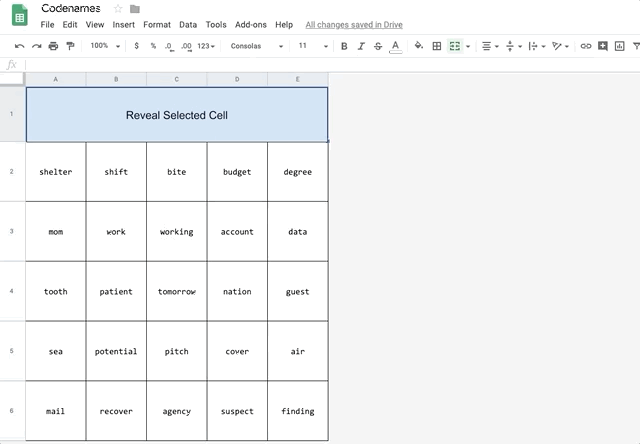 Codenames
File Edit View Insert Format Data Tools Add-ons Help All changes saved in Drive
100% $ % .0 .00 123 Consolas 11 B I S A
fx
A B C D E
1 Reveal Selected Cell
2 shelter shift bite budget degree
3 mom work working account data
4 tooth patient tomorrow nation guest
5 sea potential pitch cover air
6 mail recover agency suspect finding